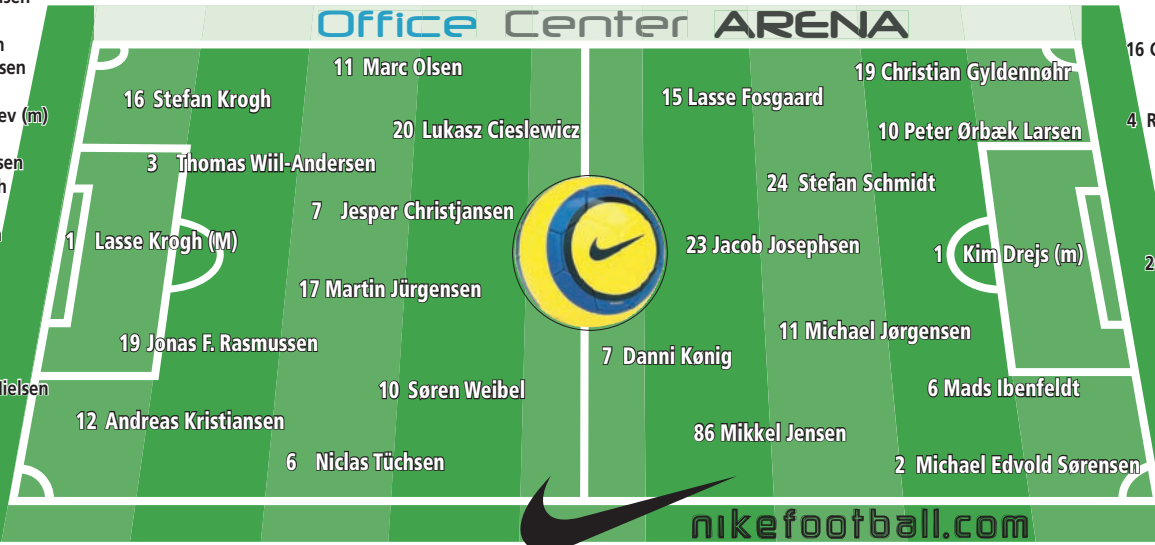 Office Center ARENA
11 Marc Olsen
16 Stefan Krogh
20 Lukasz Cieslewicz
3 Thomas Wiil-Andersen
7 Jesper Christjansen
1 Lasse Krogh (M)
17 Martin Jürgensen
19 Jonas F. Rasmussen
10 Søren Weibel
12 Andreas Kristiansen
6 Niclas Tüchsen
19 Christian Gyldennøhr
15 Lasse Fosgaard
10 Peter Ørbæk Larsen
24 Stefan Schmidt
23 Jacob Josephsen
1 Kim Drejs (m)
11 Michael Jørgensen
7 Danni Kønig
6 Mads Ibenfeldt
86 Mikkel Jensen
2 Michael Edvold Sørensen
nikefootball.com
(m)
16
4